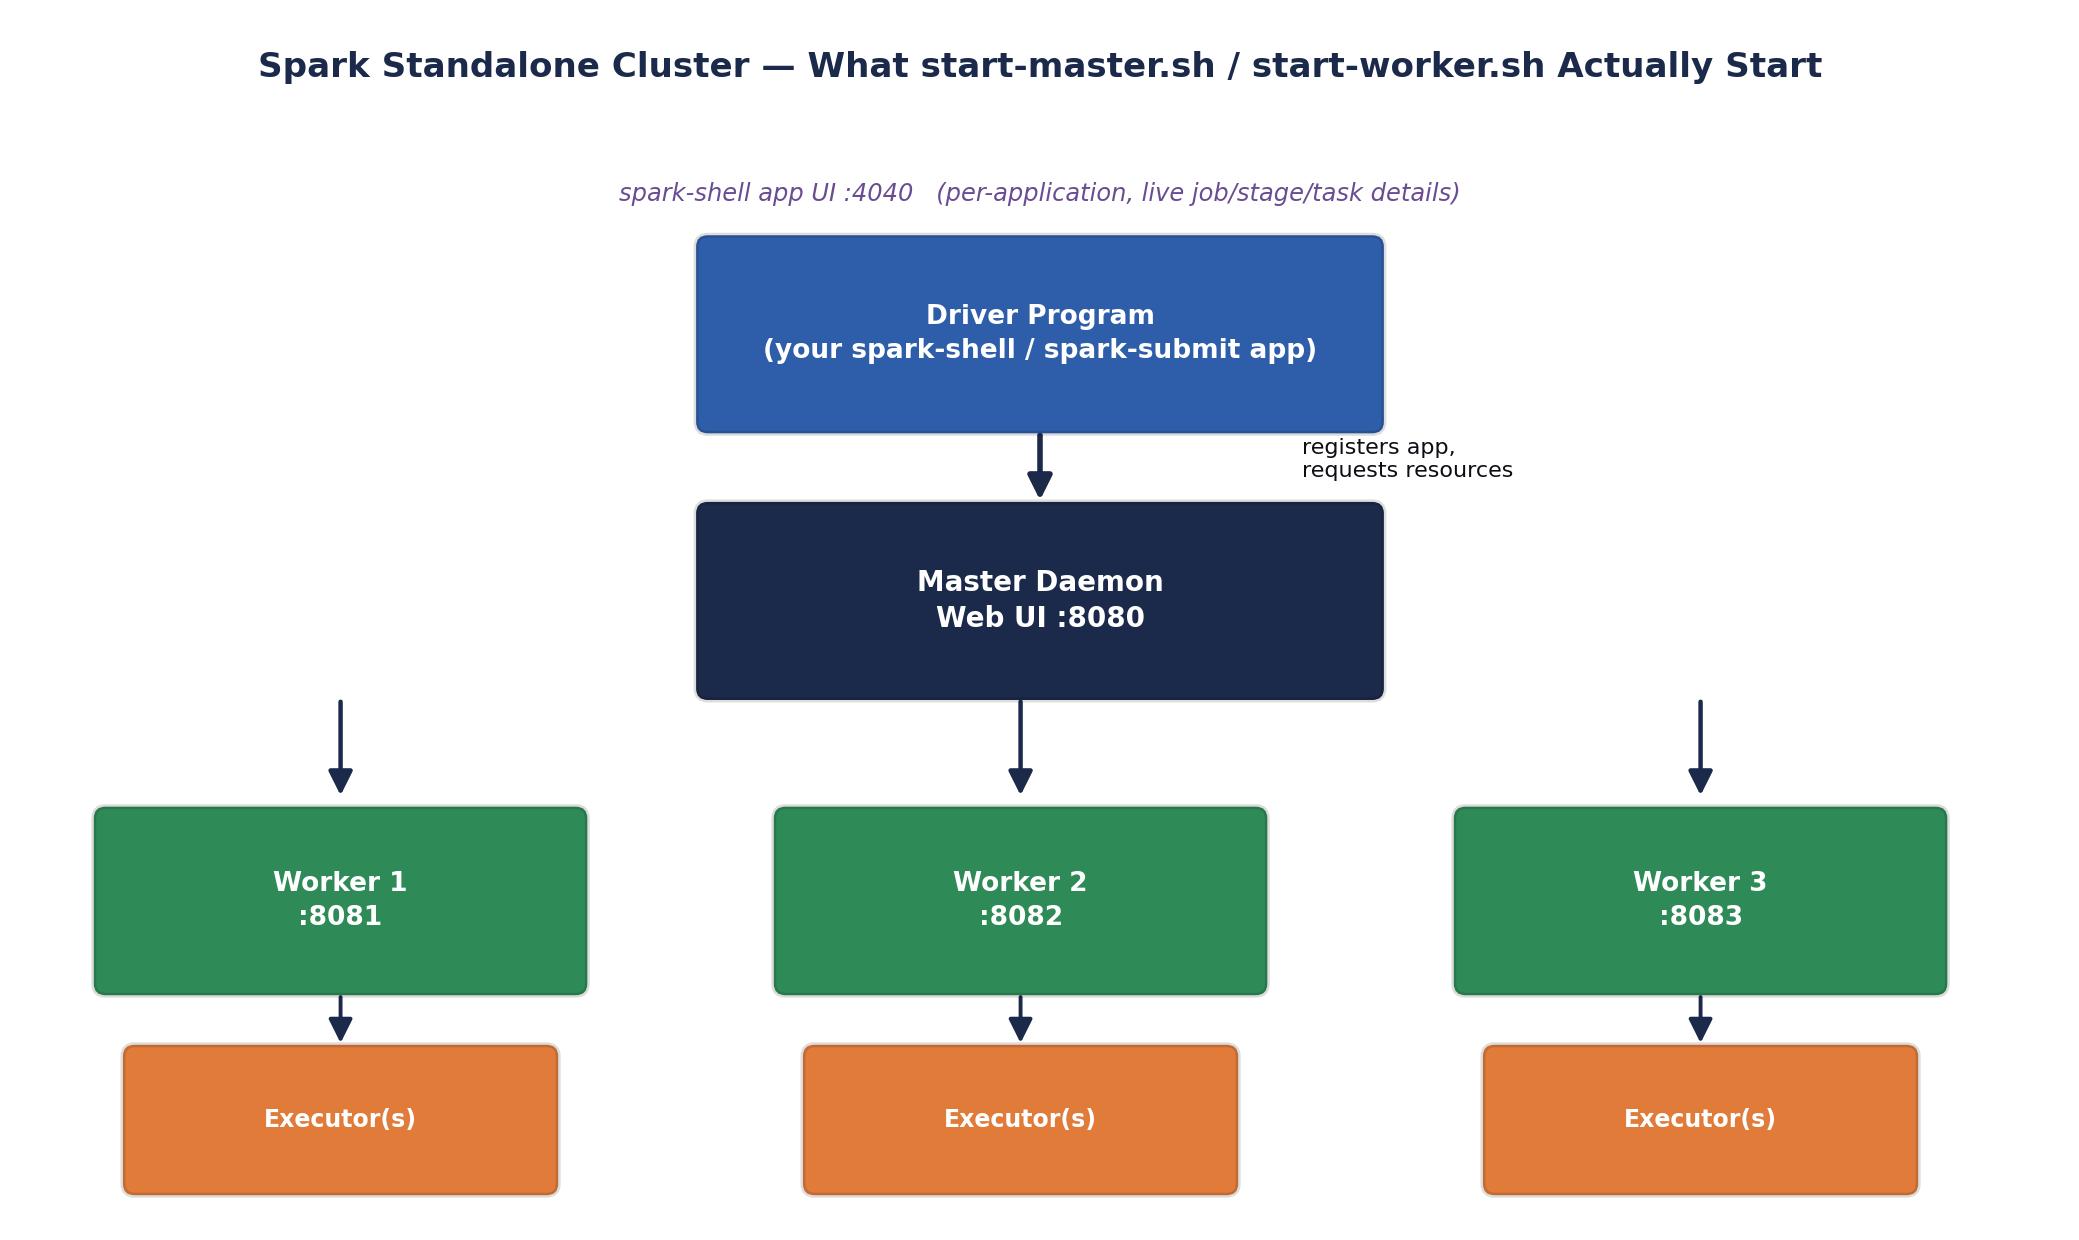 Spark Standalone Cluster — What start-master.sh / start-worker.sh Actually Start
spark-shell app UI :4040 (per-application, live job/stage/task details)
Driver Program
(your spark-shell / spark-submit app)
registers app,
requests resources
Master Daemon
Web UI :8080
Worker 1
:8081
Worker 2
:8082
Worker 3
:8083
Executor(s)
Executor(s)
Executor(s)